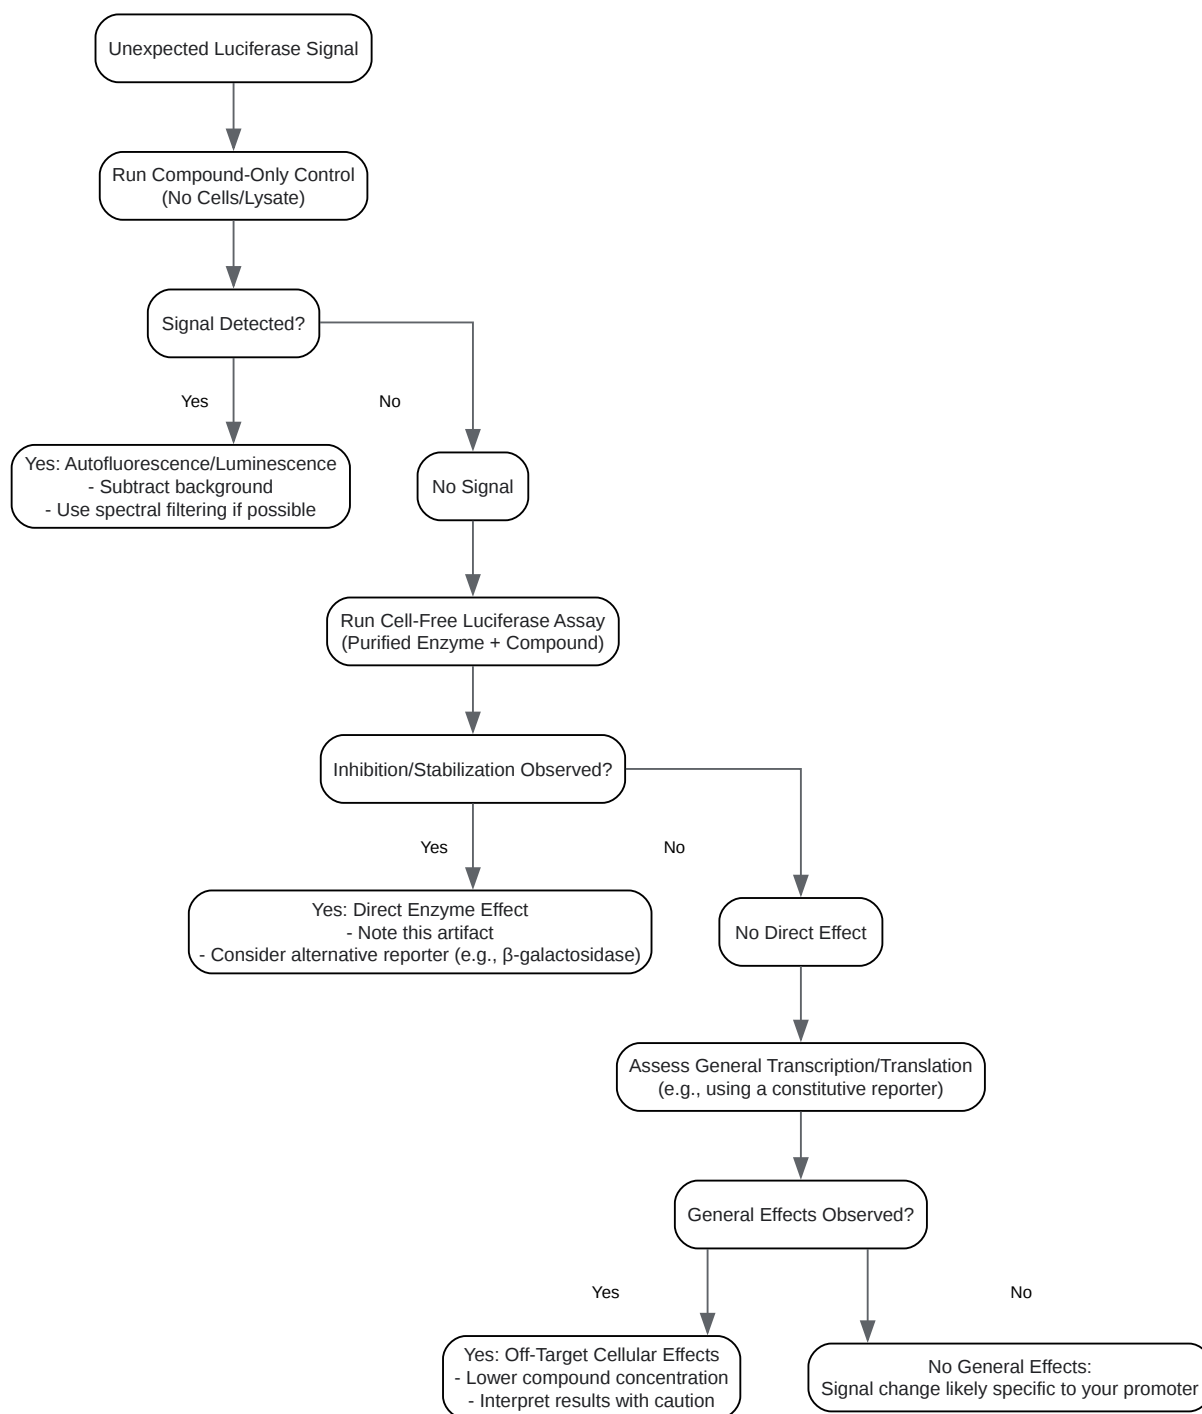 Unexpected Luciferase Signal
Run Compound-Only Control
(No Cells/Lysate)
Signal Detected?
Yes
No
Yes: Autofluorescence/Luminescence
- Subtract background
- Use spectral filtering if possible
No Signal
Run Cell-Free Luciferase Assay
(Purified Enzyme + Compound)
Inhibition/Stabilization Observed?
Yes
No
Yes: Direct Enzyme Effect
- Note this artifact
- Consider alternative reporter (e.g., β-galactosidase)
No Direct Effect
Assess General Transcription/Translation
(e.g., using a constitutive reporter)
General Effects Observed?
Yes
No
Yes: Off-Target Cellular Effects
- Lower compound concentration
- Interpret results with caution
No General Effects:
Signal change likely specific to your promoter